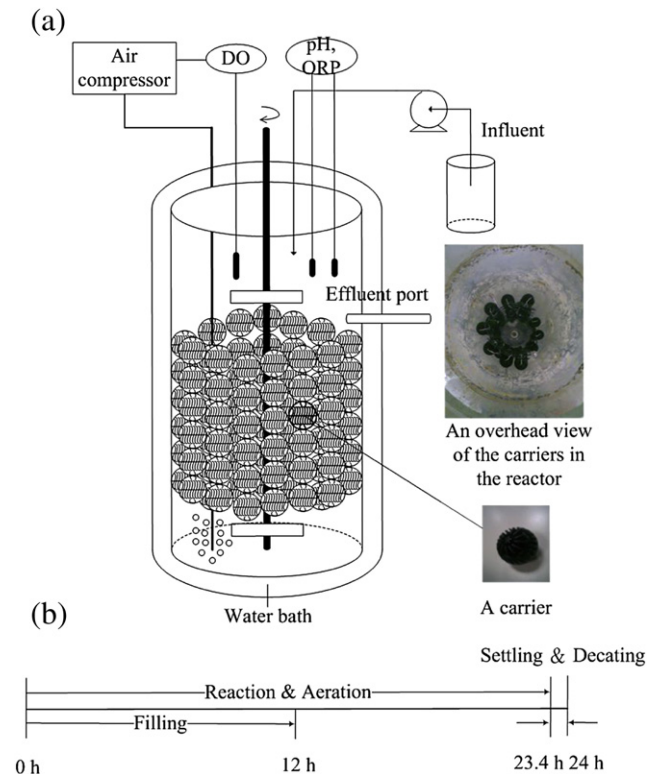 (a)
Air
compressor
DO
pH,
ORP
Influent
Effluent port
An overhead view
of the carriers in
the reactor
A carrier
Water bath
(b)
Settling & Decating
Reaction & Aeration
Filling
0 h
12 h
23.4 h 24 h